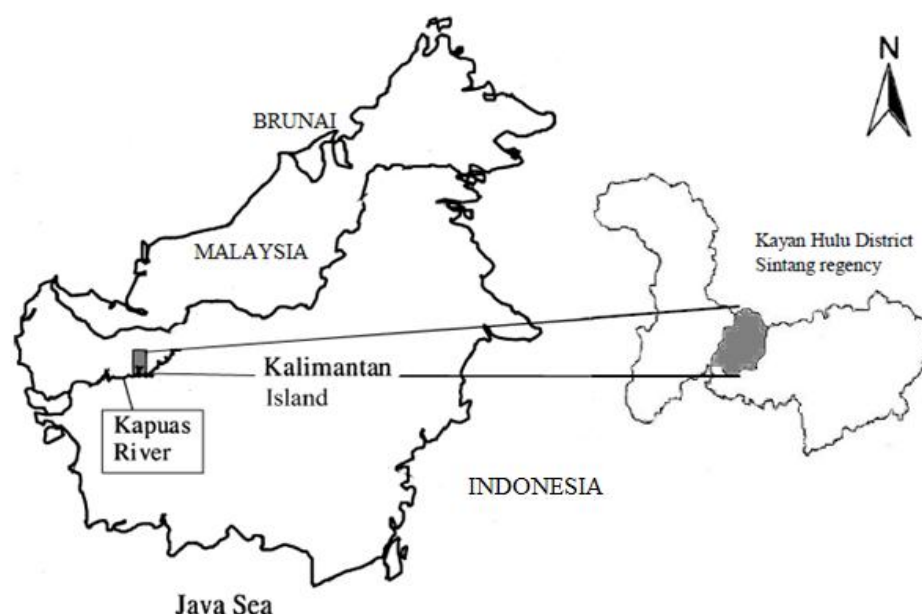 N
BRUNAI
Kayan Hulu District
Sintang regency
MALAYSIA
Kalimantan
Island
Kapuas
River
INDONESIA
Java Sea